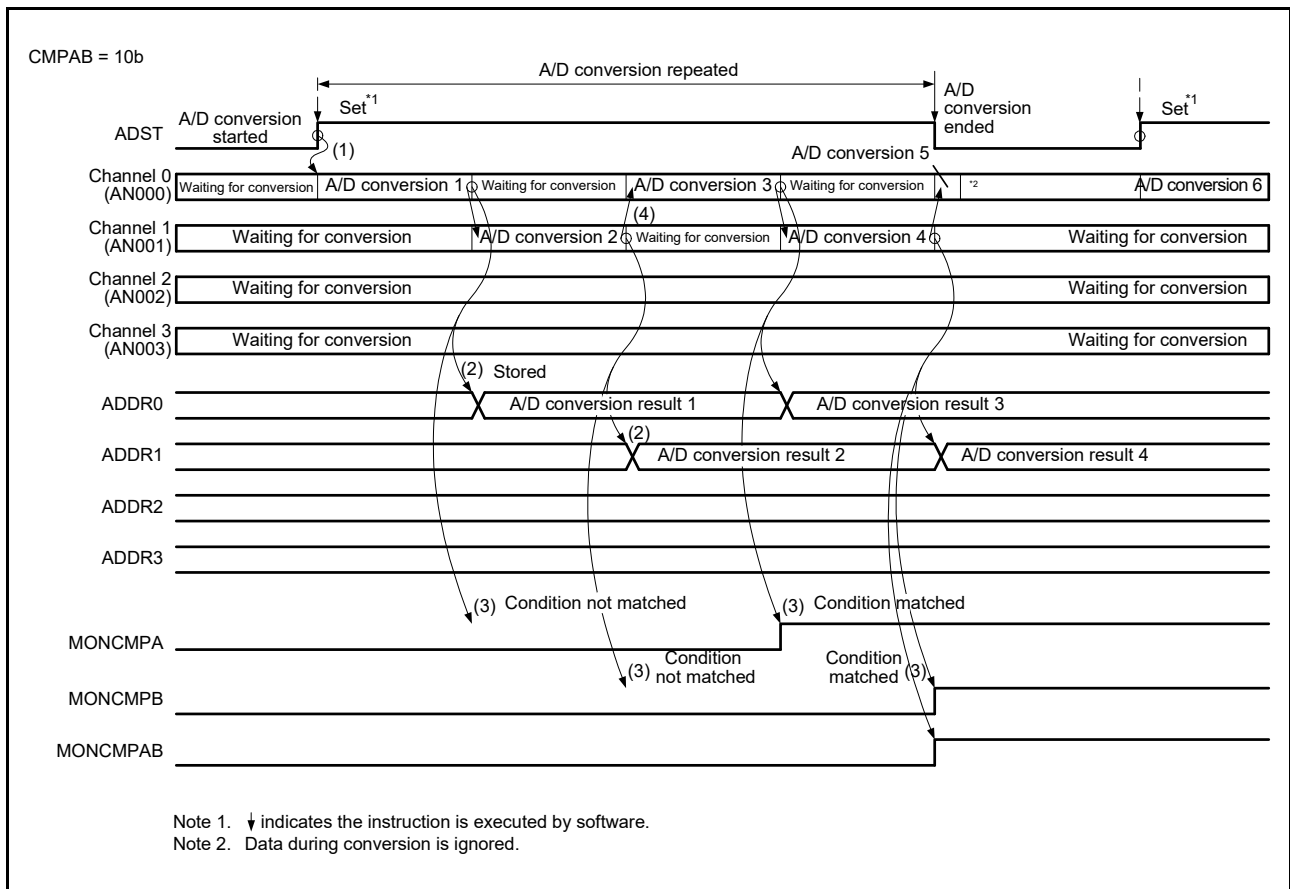 CMPAB = 10b
A/D conversion repeated
A/D conversion
started
Set*1
A/D
conversion
ended
Set*1
ADST
(1)
A/D conversion 5
Channel 0
(AN000)
Waiting for conversion
A/D conversion 1
Waiting for conversion
A/D conversion 3
Waiting for conversion
*2
A/D conversion 6
(4)
Channel 1
(AN001)
Waiting for conversion
A/D conversion 2
Waiting for conversion
A/D conversion 4
Waiting for conversion
Channel 2
(AN002)
Waiting for conversion
Waiting for conversion
Channel 3
(AN003)
Waiting for conversion
Waiting for conversion
(2) Stored
ADDR0
A/D conversion result 1
A/D conversion result 3
(2)
ADDR1
A/D conversion result 2
A/D conversion result 4
ADDR2
ADDR3
(3) Condition not matched
(3) Condition matched
MONCMPA
(3) Condition
not matched
Condition
matched (3)
MONCMPB
MONCMPAB
Note 1. indicates the instruction is executed by software.
Note 2. Data during conversion is ignored.